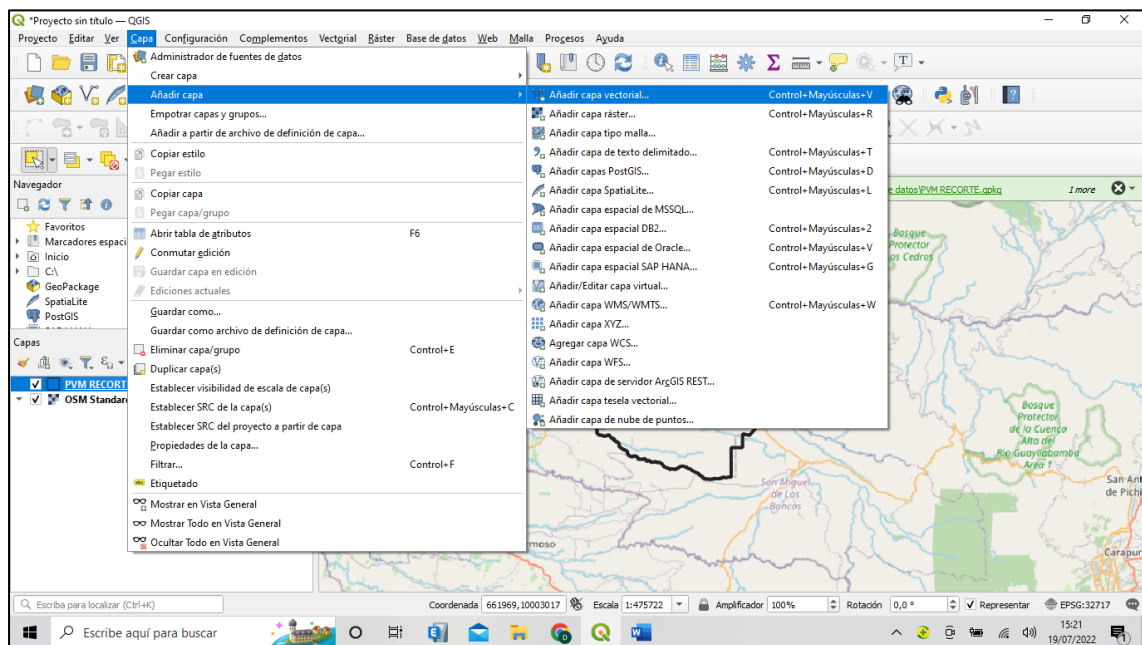 *Proyecto sin título — QGIS
Proyecto Editar Ver Capa Configuración Complementos Vectorial Ráster Base de datos Web Malla Procesos Ayuda
Administrador de fuentes de datos
Crear capa
Añadir capa
Empotrar capas y grupos...
Añadir a partir de archivo de definición de capa...
Copiar estilo
Pegar estilo
Copiar capa
Pegar capa/grupo
Abrir tabla de atributos F6
Conmutar edición
Guardar capa en edición
Ediciones actuales
Guardar como...
Guardar como archivo de definición de capa...
Eliminar capa/grupo Control+E
Duplicar capa(s)
Establecer visibilidad de escala de capa(s)
Establecer SRC de la capa(s) Control+Mayúsculas+C
Establecer SRC del proyecto a partir de capa
Propiedades de la capa...
Filtrar... Control+F
abc Etiquetado
Mostrar en Vista General
Mostrar Todo en Vista General
Ocultar Todo en Vista General
Añadir capa vectorial... Control+Mayúsculas+V
Añadir capa ráster... Control+Mayúsculas+R
Añadir capa tipo malla...
Añadir capa de texto delimitado... Control+Mayúsculas+T
Añadir capas PostGIS... Control+Mayúsculas+D
Añadir capa SpatiaLite... Control+Mayúsculas+L
Añadir capa espacial de MSSQL...
Añadir capa espacial DB2... Control+Mayúsculas+2
Añadir capa espacial de Oracle... Control+Mayúsculas+V
Añadir capa espacial SAP HANA... Control+Mayúsculas+G
Añadir/Editar capa virtual...
Añadir capa WMS/WMTS... Control+Mayúsculas+W
Añadir capa XYZ...
Agregar capa WCS...
Añadir capa WFS...
Añadir capa de servidor ArcGIS REST...
Añadir capa tesela vectorial...
Añadir capa de nube de puntos...
Navegador
Favoritos
Marcadores espaci
Inicio
C:\
GeoPackage
SpatiaLite
PostGIS
Capas
PVM RECORT
OSM Standar
e datos\PVM RECORTE.gpkg 1 more
Bosque
Protector
os Cedros
Bosque
Protector
de la Cuenca
Alta del
Rio Guayllabamba
Area 1
San Miguel
de Los
Bancos
San Ant
de Pichi
rmoso
Carapun
Escriba para localizar (Ctrl+K)
Coordenada 661969,10003017 Escala 1:475722 Amplificador 100% Rotación 0,0 ° Representar EPSG:32717
Escribe aquí para buscar
15:21
19/07/2022